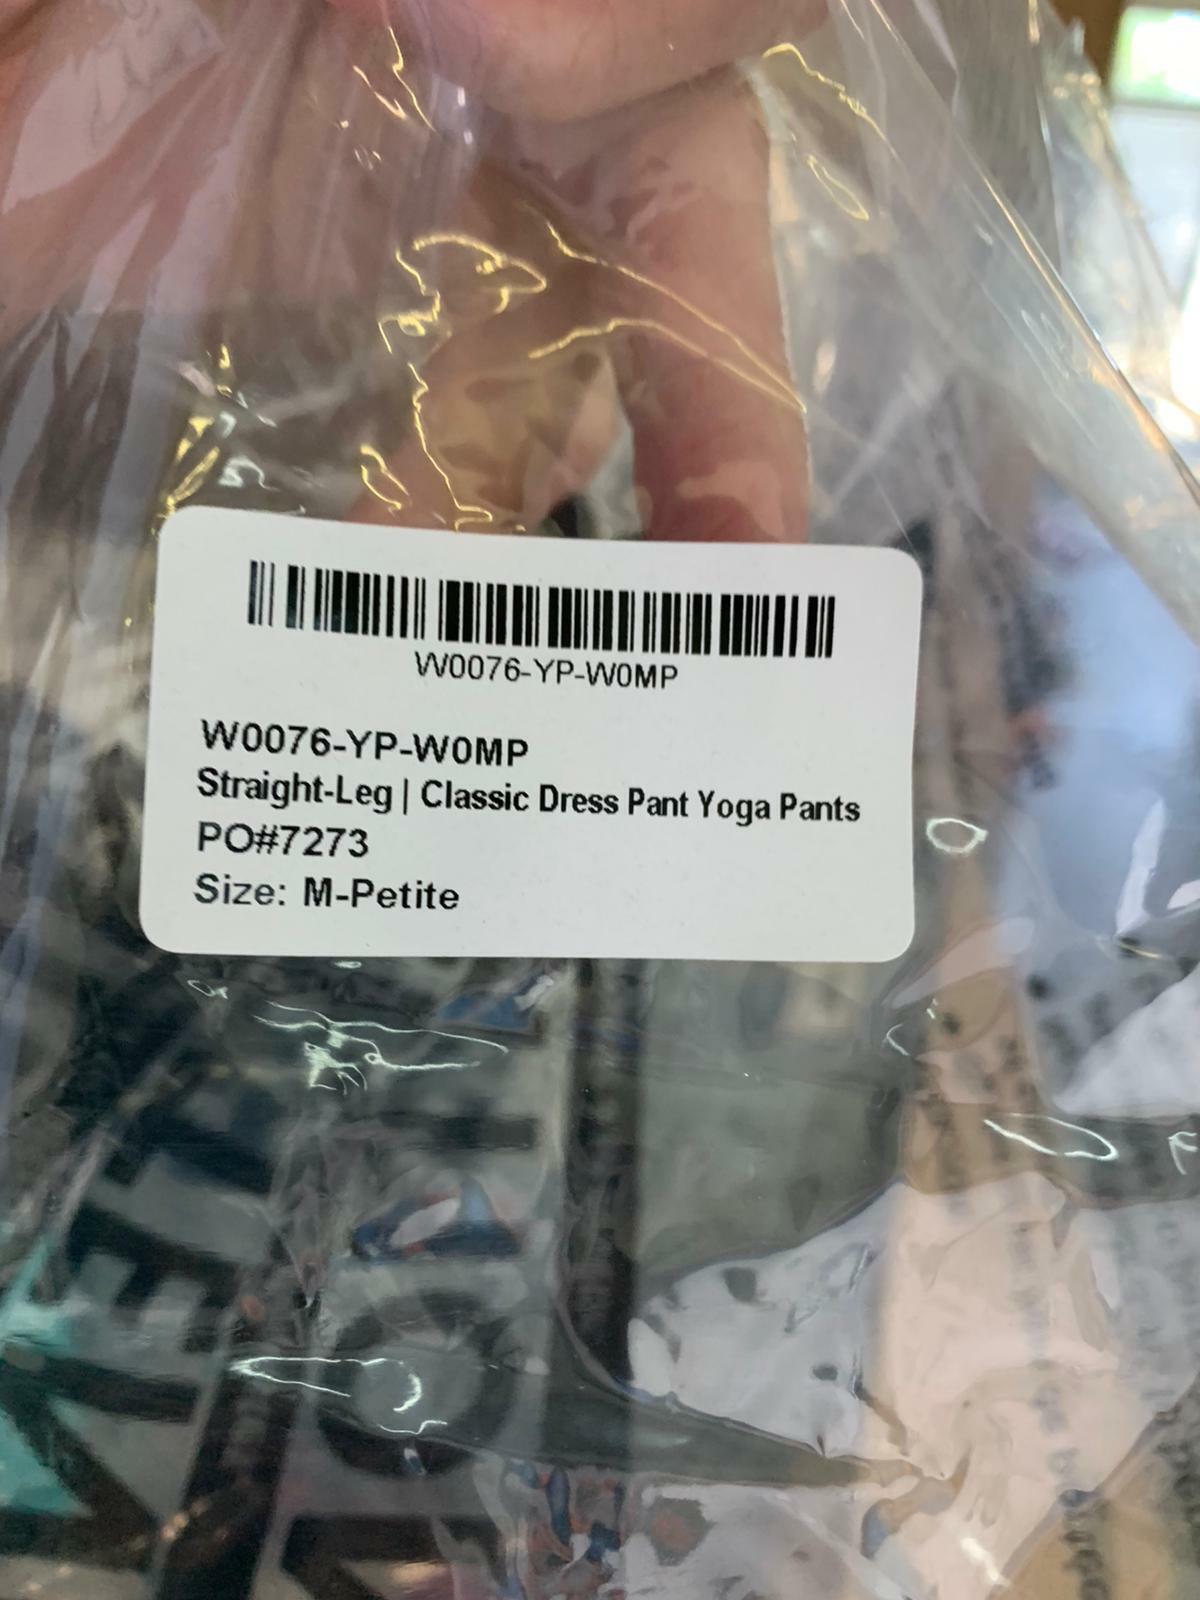 W0076-YP-W0MP
W0076-YP-W0MP
Straight-Leg | Classic Dress Pant Yoga Pants
PO#7273
Size: M-Petite